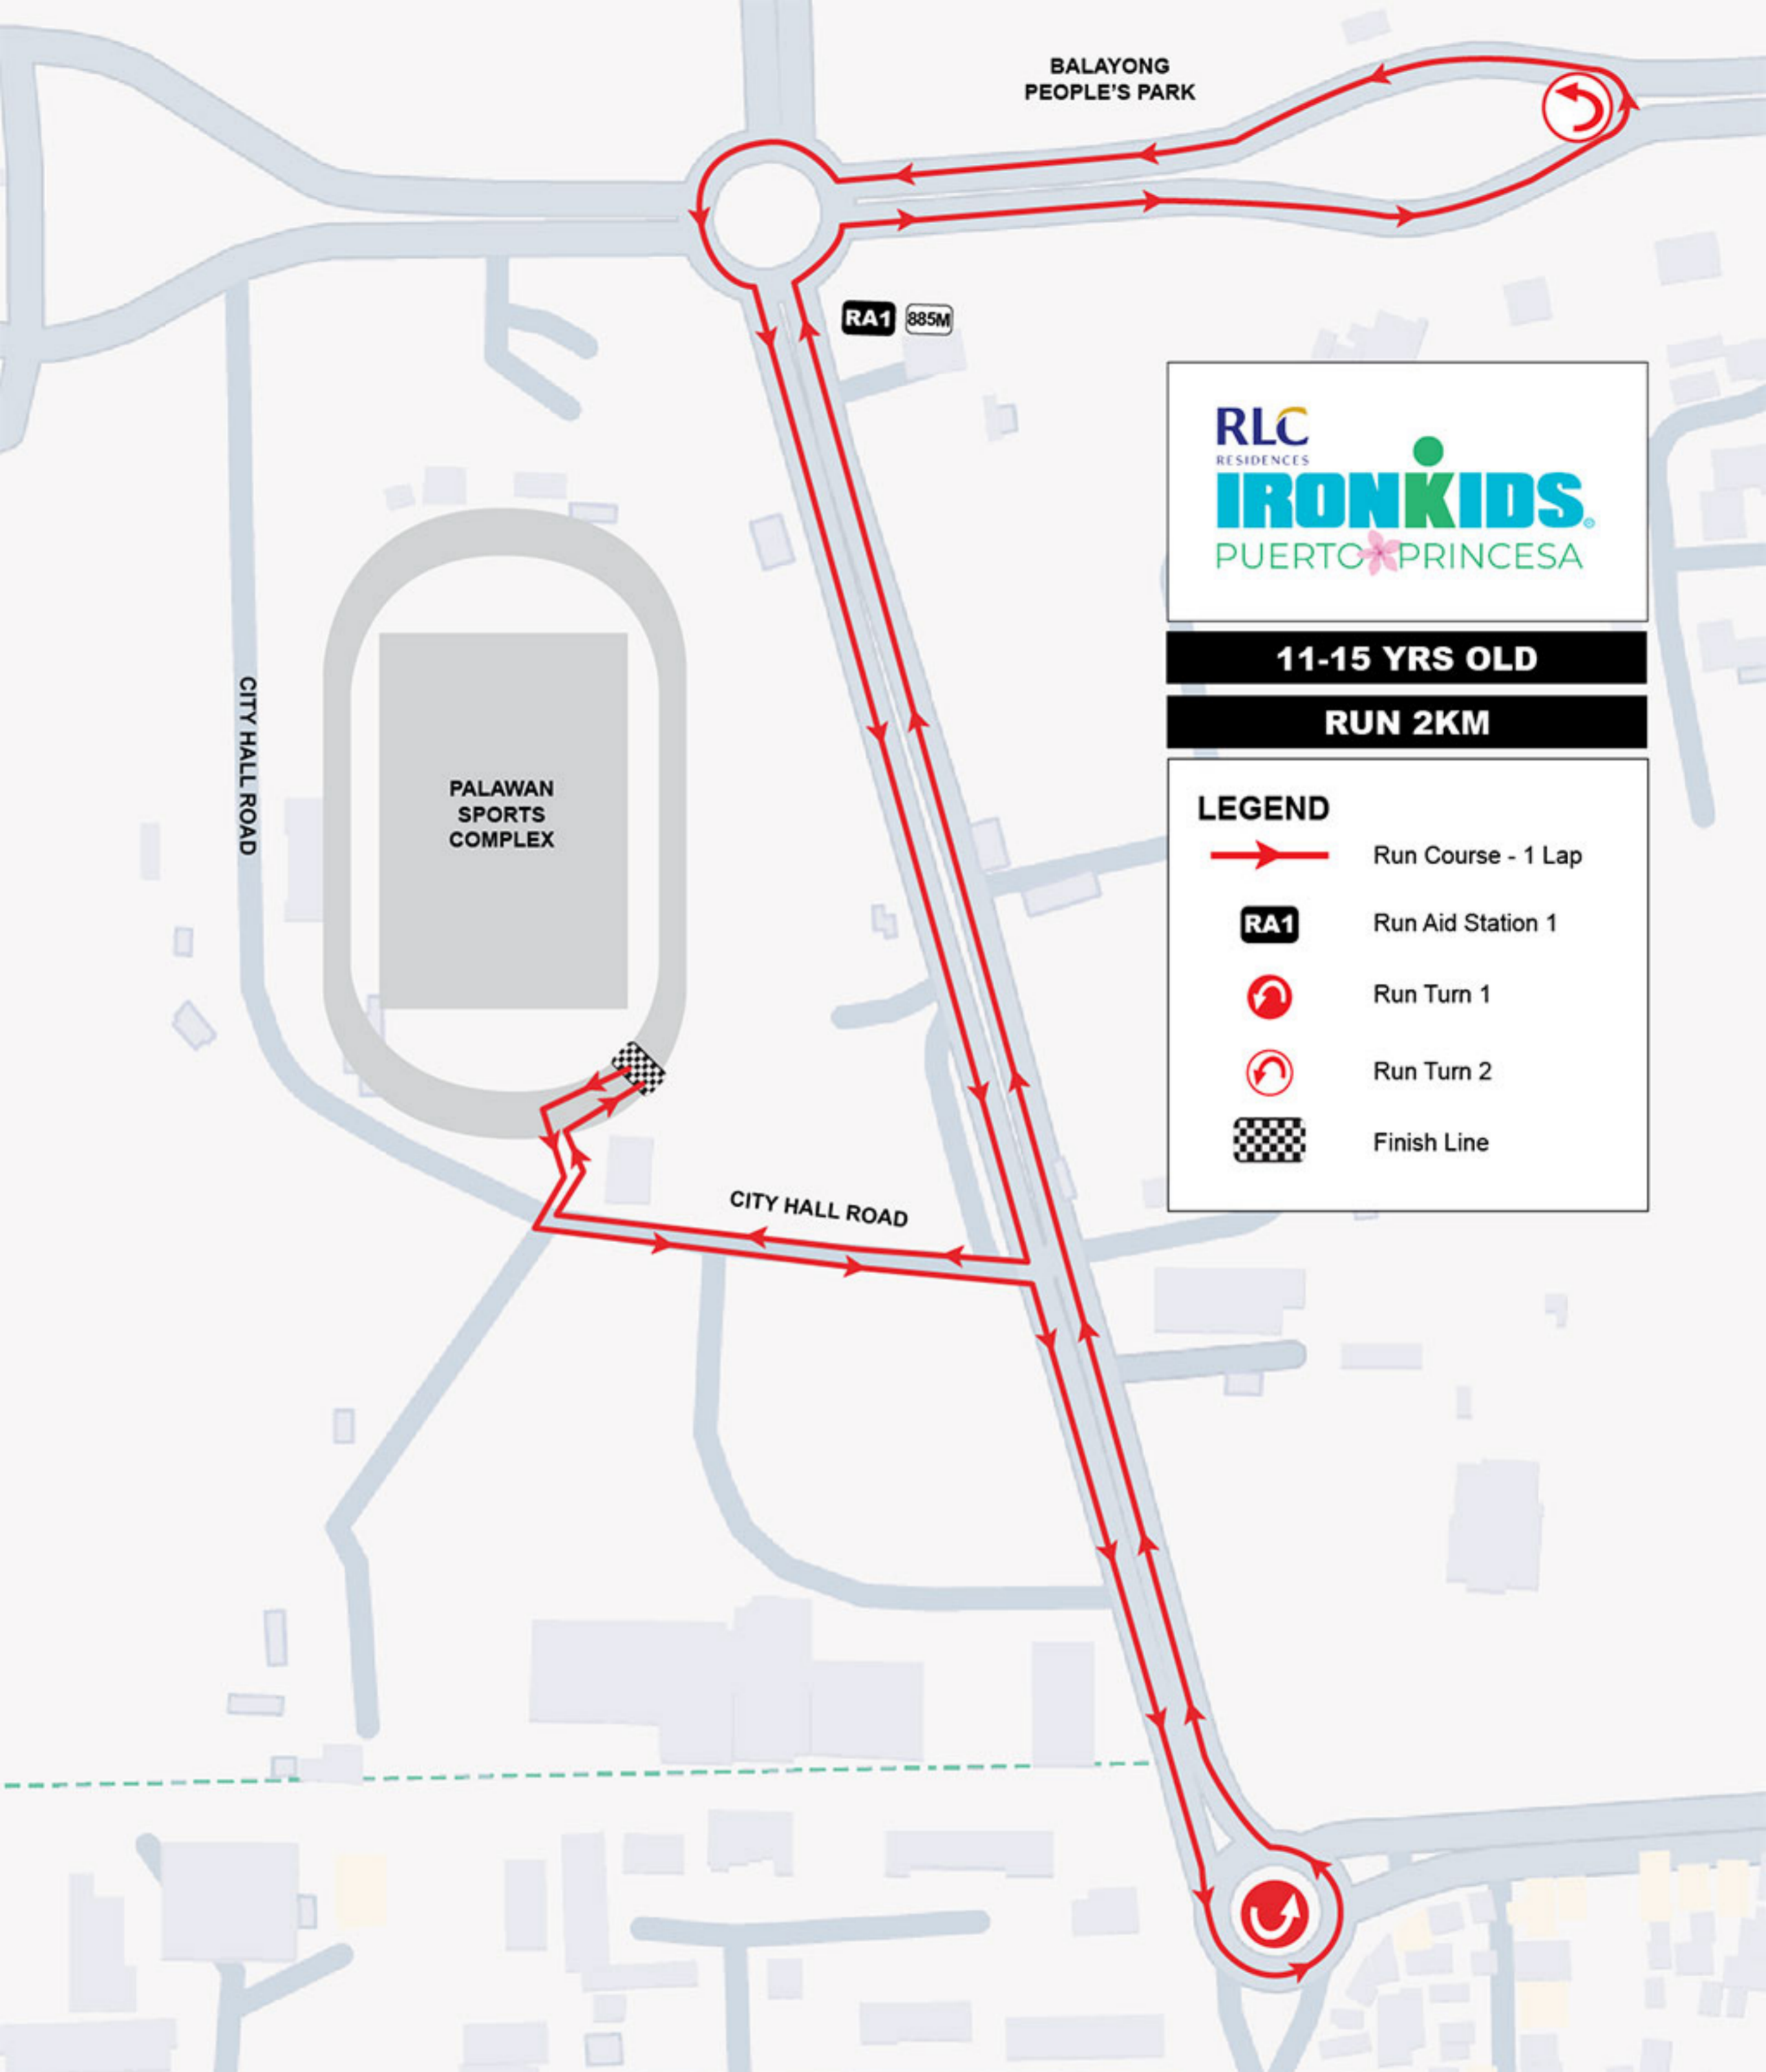 BALAYONG
PEOPLE'S PARK
RA1 885M
RLC
RESIDENCES
IRONKIDS®
PUERTO PRINCESA
11-15 YRS OLD
RUN 2KM
LEGEND
Run Course - 1 Lap
RA1 Run Aid Station 1
Run Turn 1
Run Turn 2
Finish Line
CITY HALL ROAD
PALAWAN
SPORTS
COMPLEX
CITY HALL ROAD